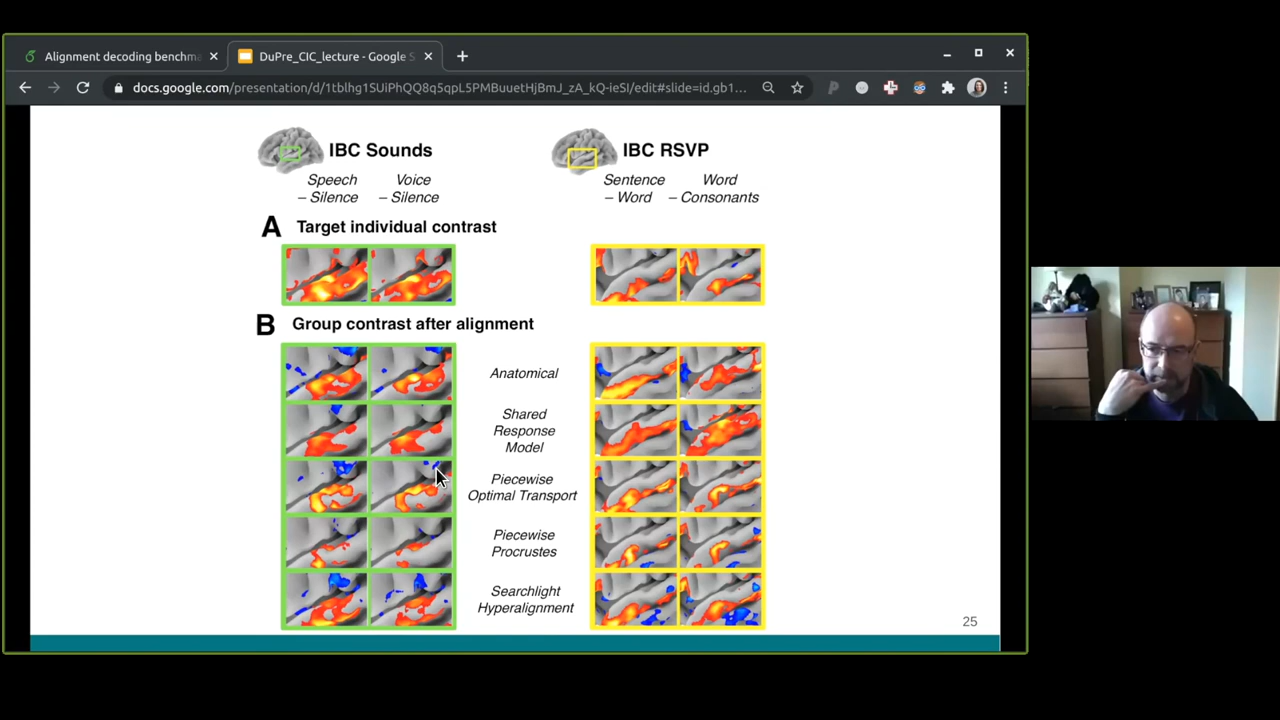 Alignment decoding benchma
DuPre_CIC_lecture - Google S
docs.google.com/presentation/d/1tblhg1SUiPhQQ8q5qpL5PMBuuetHjBmJ_zA_kQ-ieSI/edit#slide=id.gb1...
IBC Sounds
IBC RSVP
Speech – Silence
Voice – Silence
Sentence – Word
Word – Consonants
A Target individual contrast
B Group contrast after alignment
Anatomical
Shared
Response
Model
Piecewise
Optimal Transport
Piecewise
Procrustes
Searchlight
Hyperalignment
25